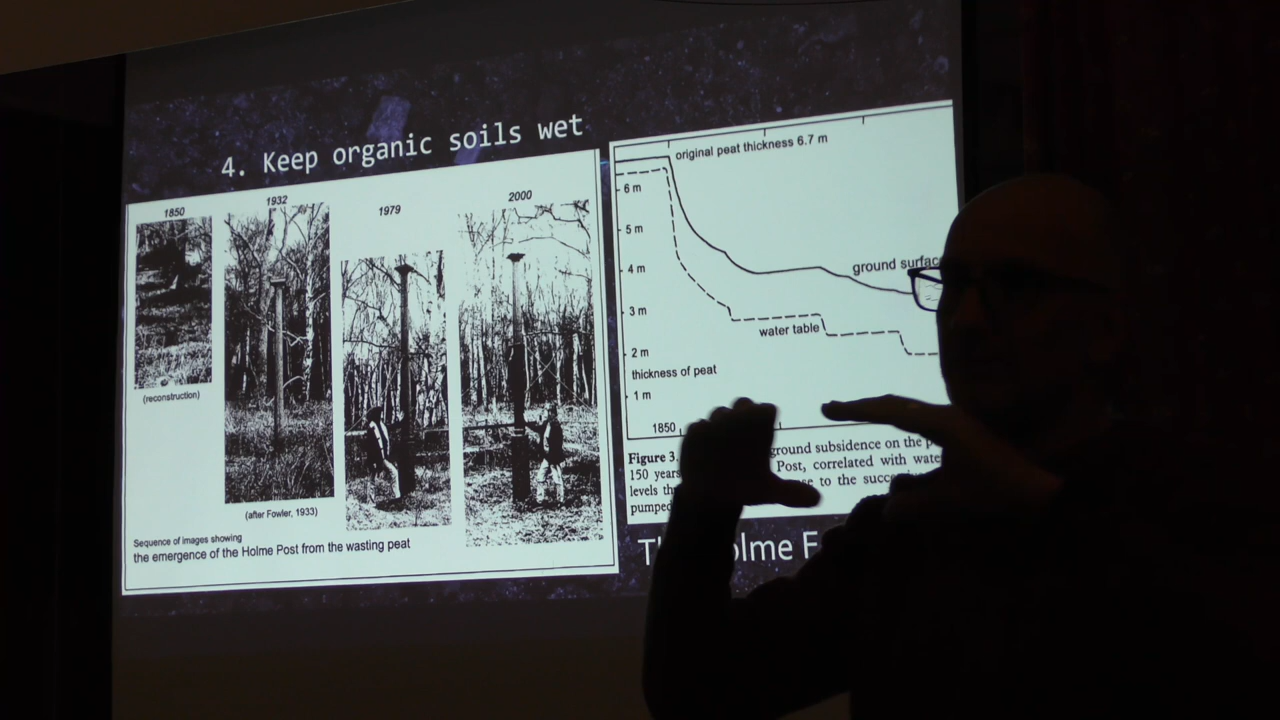 4. Keep organic soils wet
1850
1932
1979
2000
(reconstruction)
(after Fowler, 1933)
Sequence of images showing
the emergence of the Holme Post from the wasting peat
original peat thickness 6.7 m
6 m
5 m
4 m
ground surfac
3 m
water table
2 m
thickness of peat
1 m
1850
Figure 3. ground subsidence on the p
150 years Post, correlated with wate
levels th se to the succe
pumped
Th olme F